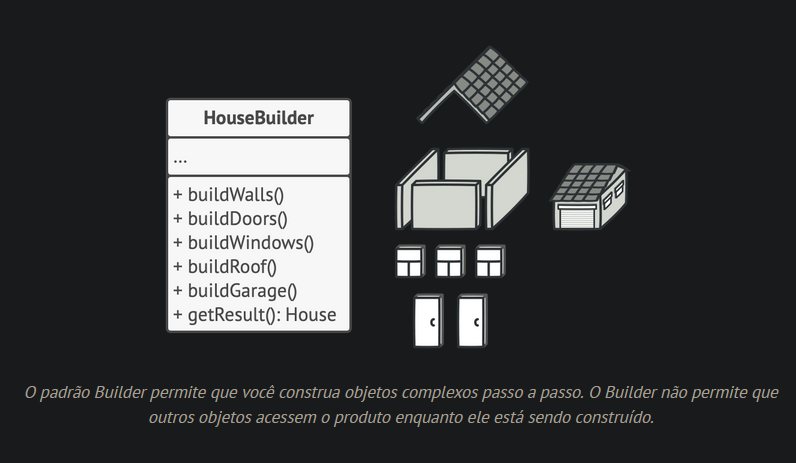 HouseBuilder
...
+ buildWalls()
+ buildDoors()
+ buildWindows()
+ buildRoof()
+ buildGarage()
+ getResult(): House
O padrão Builder permite que você construa objetos complexos passo a passo. O Builder não permite que
outros objetos acessem o produto enquanto ele está sendo construído.